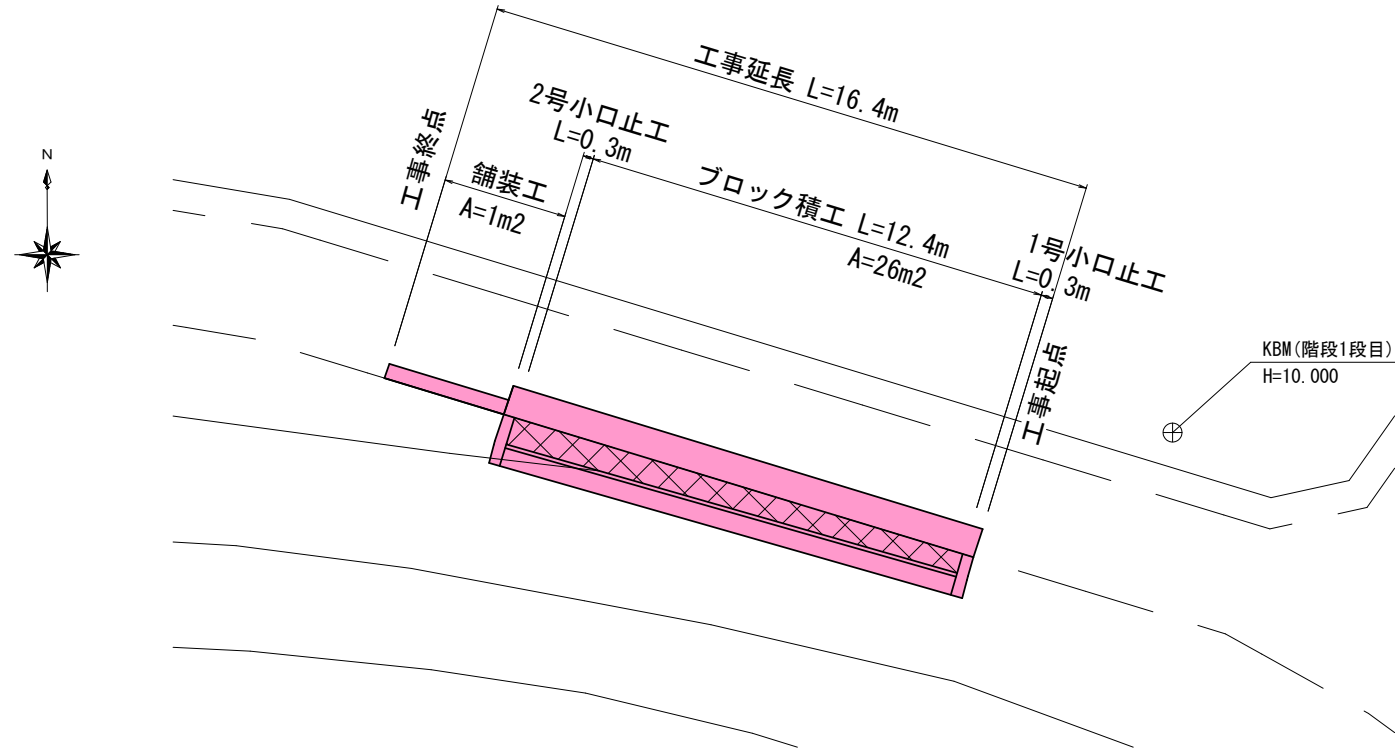 工事延長 L=16.4m
2号小口止工
L=0.3m
工事終点
舗装工
A=1m2
ブロック積工 L=12.4m
A=26m2
1号小口止工
L=0.3m
工事起点
N
KBM(階段1段目)
H=10.000